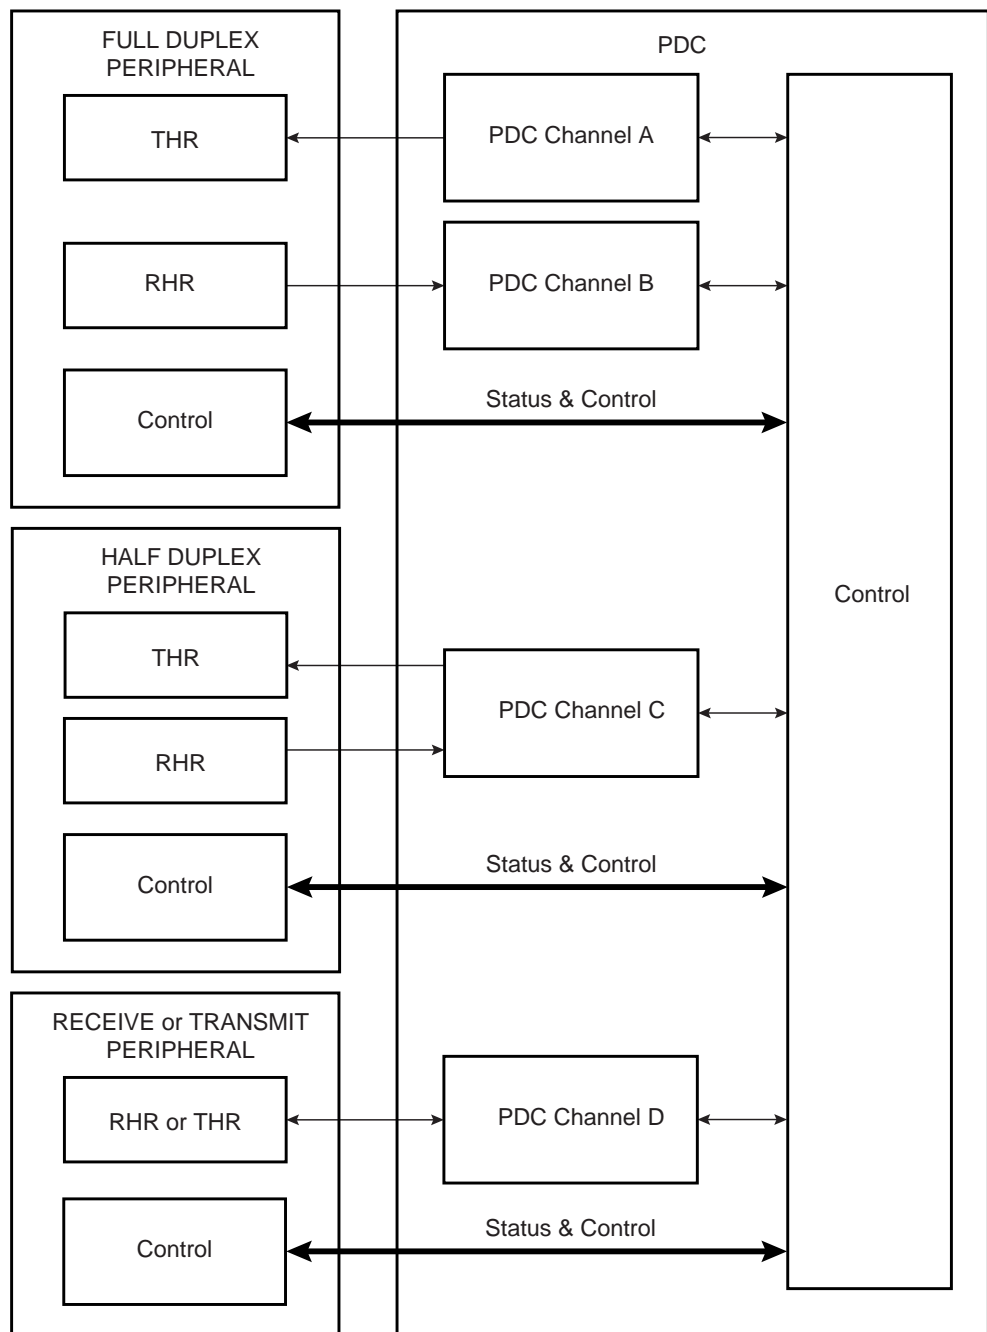 FULL DUPLEX
PERIPHERAL
THR
RHR
Control
PDC
PDC Channel A
PDC Channel B
Status & Control
HALF DUPLEX
PERIPHERAL
THR
RHR
Control
PDC Channel C
Status & Control
Control
RECEIVE or TRANSMIT
PERIPHERAL
RHR or THR
Control
PDC Channel D
Status & Control